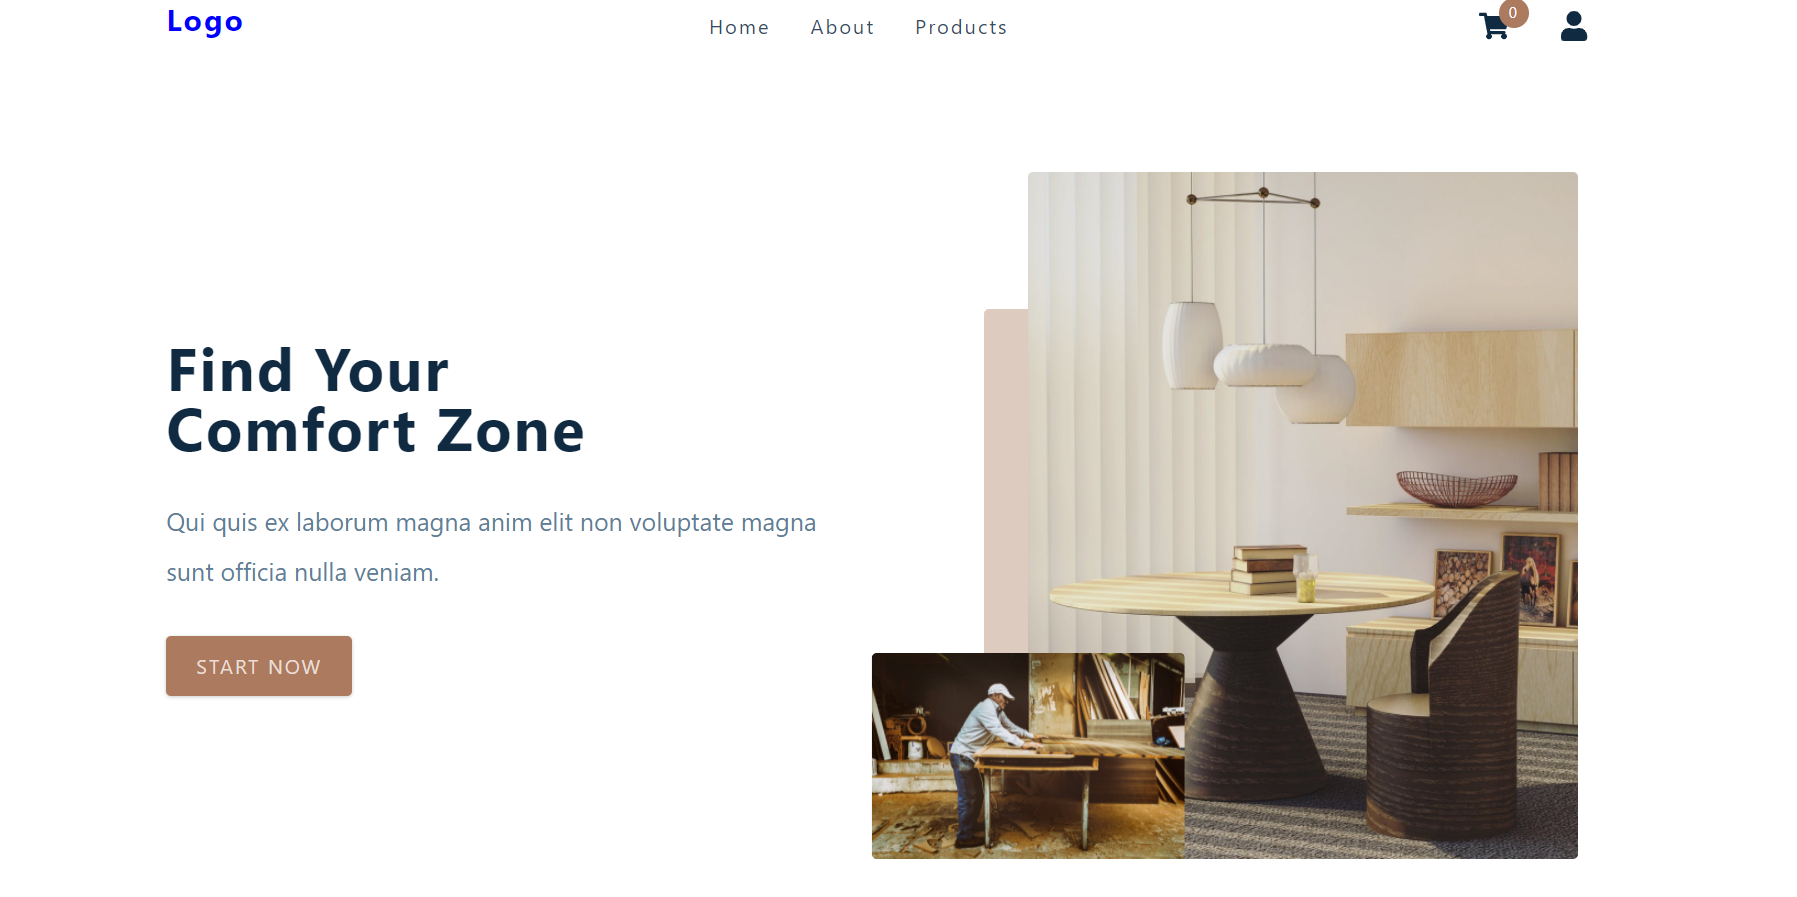 Logo
Home
About
Products
0
Find Your
Comfort Zone
Qui quis ex laborum magna anim elit non voluptate magna
sunt officia nulla veniam.
START NOW